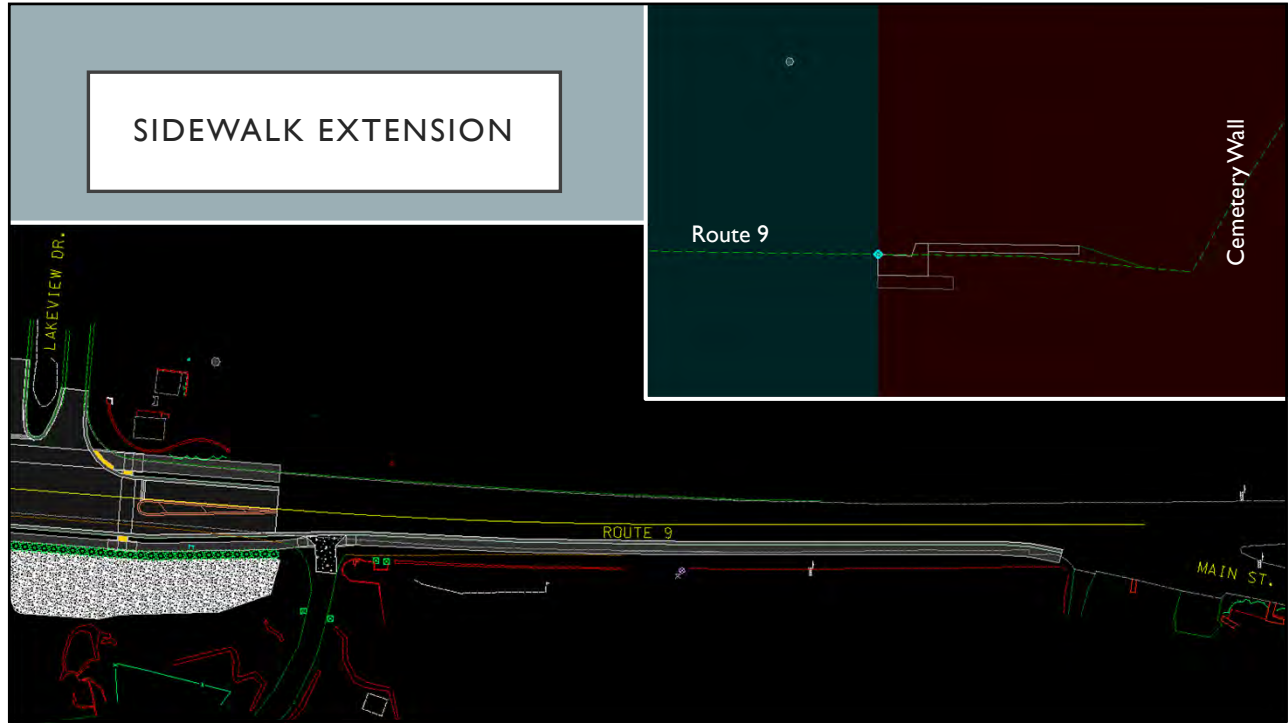 SIDEWALK EXTENSION
Route 9
Cemetery Wall
LAKEVIEW DR.
ROUTE 9
MAIN ST.